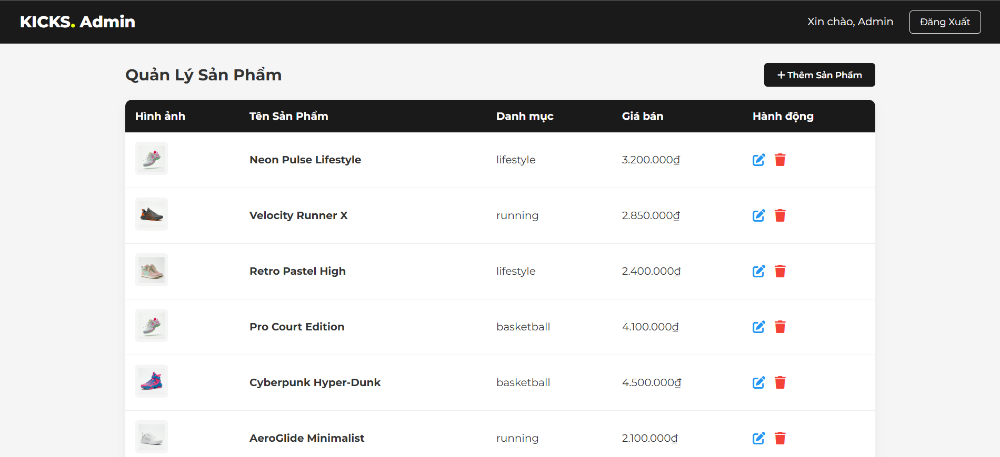 KICKS. Admin
Xin chào, Admin
Đăng Xuất
Quản Lý Sản Phẩm
+ Thêm Sản Phẩm
Hình ảnh Tên Sản Phẩm Danh mục Giá bán Hành động
Neon Pulse Lifestyle lifestyle 3.200.000₫
Velocity Runner X running 2.850.000₫
Retro Pastel High lifestyle 2.400.000₫
Pro Court Edition basketball 4.100.000₫
Cyberpunk Hyper-Dunk basketball 4.500.000₫
AeroGlide Minimalist running 2.100.000₫